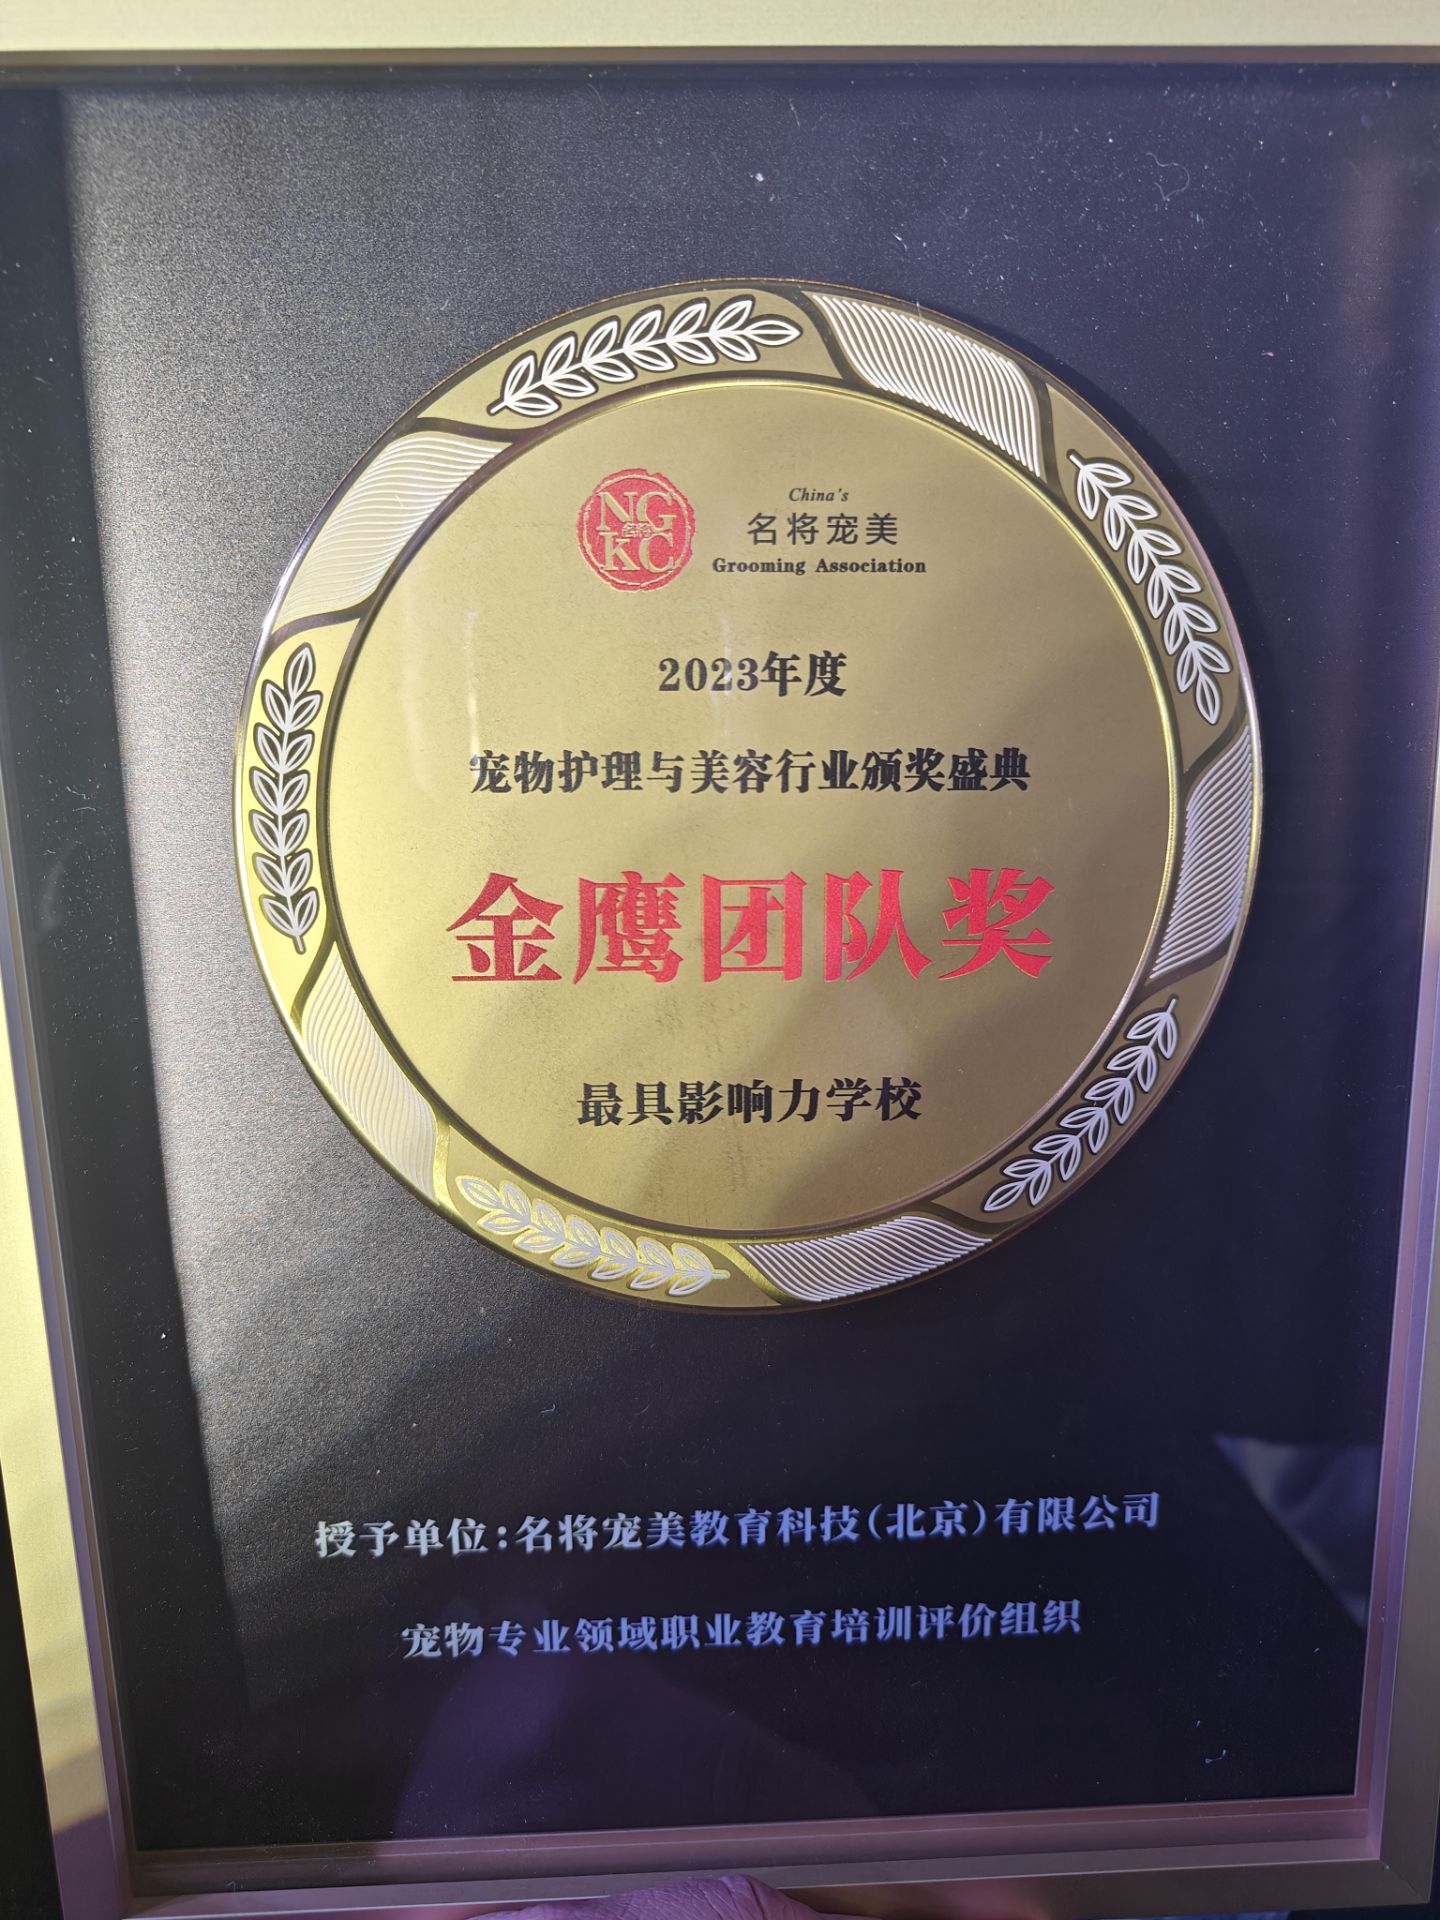 NG
名将
KC
China's
名将宠美
Grooming Association
2023年度
宠物护理与美容行业颁奖盛典
金鹰团队奖
最具影响力学校
授予单位:名将宠美教育科技(北京)有限公司
宠物专业领域职业教育培训评价组织